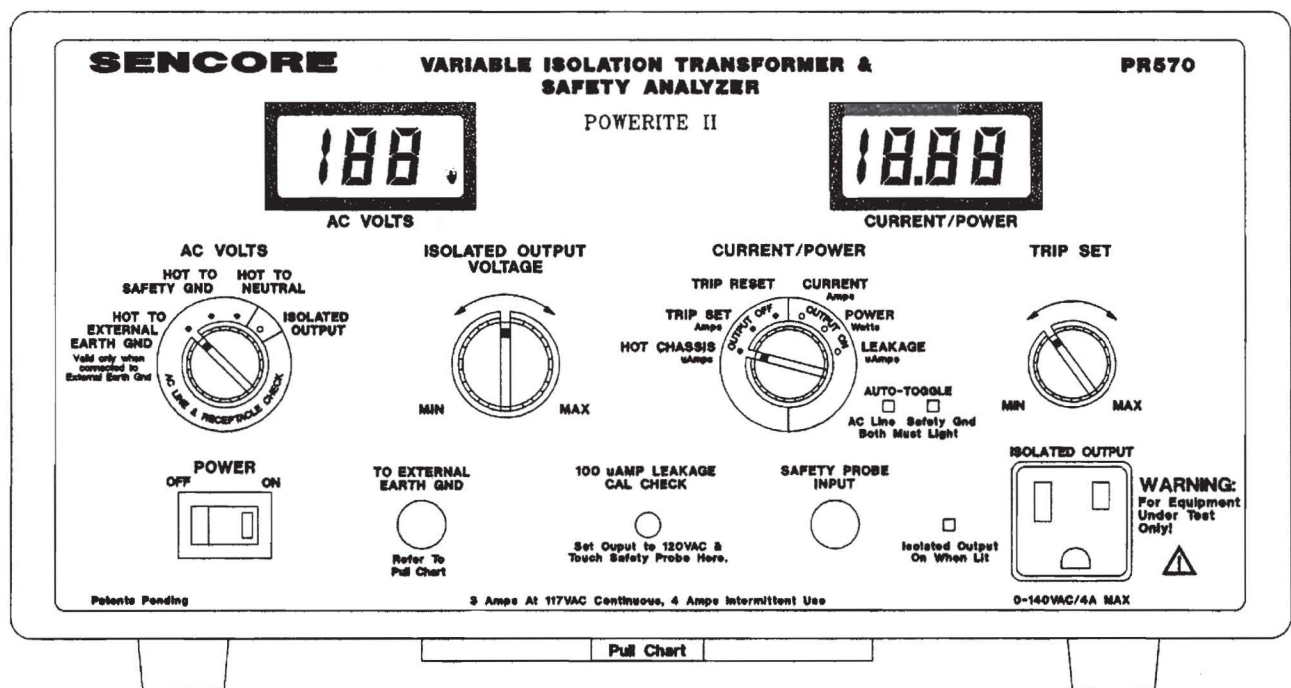 SENCORE
VARIABLE ISOLATION TRANSFORMER &
SAFETY ANALYZER
PR570
POWERITE II
188
18.88
AC VOLTS
CURRENT/POWER
AC VOLTS
HOT TO
SAFETY GND
HOT TO
NEUTRAL
HOT TO
EXTERNAL
EARTH GND
Valid only when
connected to
External Earth Gnd
ISOLATED
OUTPUT
AC LINE & RECEPTACLE CHECK
ISOLATED OUTPUT
VOLTAGE
MIN
MAX
CURRENT/POWER
TRIP RESET
CURRENT
Amps
TRIP SET
Amps
POWER
Watts
HOT CHASSIS
uAmps
LEAKAGE
uAmps
OUTPUT OFF
OUTPUT ON
AUTO-TOGGLE
AC Line Safety Gnd
Both Must Light
TRIP SET
MIN
MAX
POWER
OFF
ON
TO EXTERNAL
EARTH GND
Refer To
Pull Chart
100 uAMP LEAKAGE
CAL CHECK
Set Ouput to 120VAC &
Touch Safety Probe Here.
SAFETY PROBE
INPUT
Isolated Output
On When Lit
ISOLATED OUTPUT
WARNING:
For Equipment
Under Test
Only!
Patents Pending
3 Amps At 117VAC Continuous, 4 Amps Intermittent Use
0-140VAC/4A MAX
Pull Chart